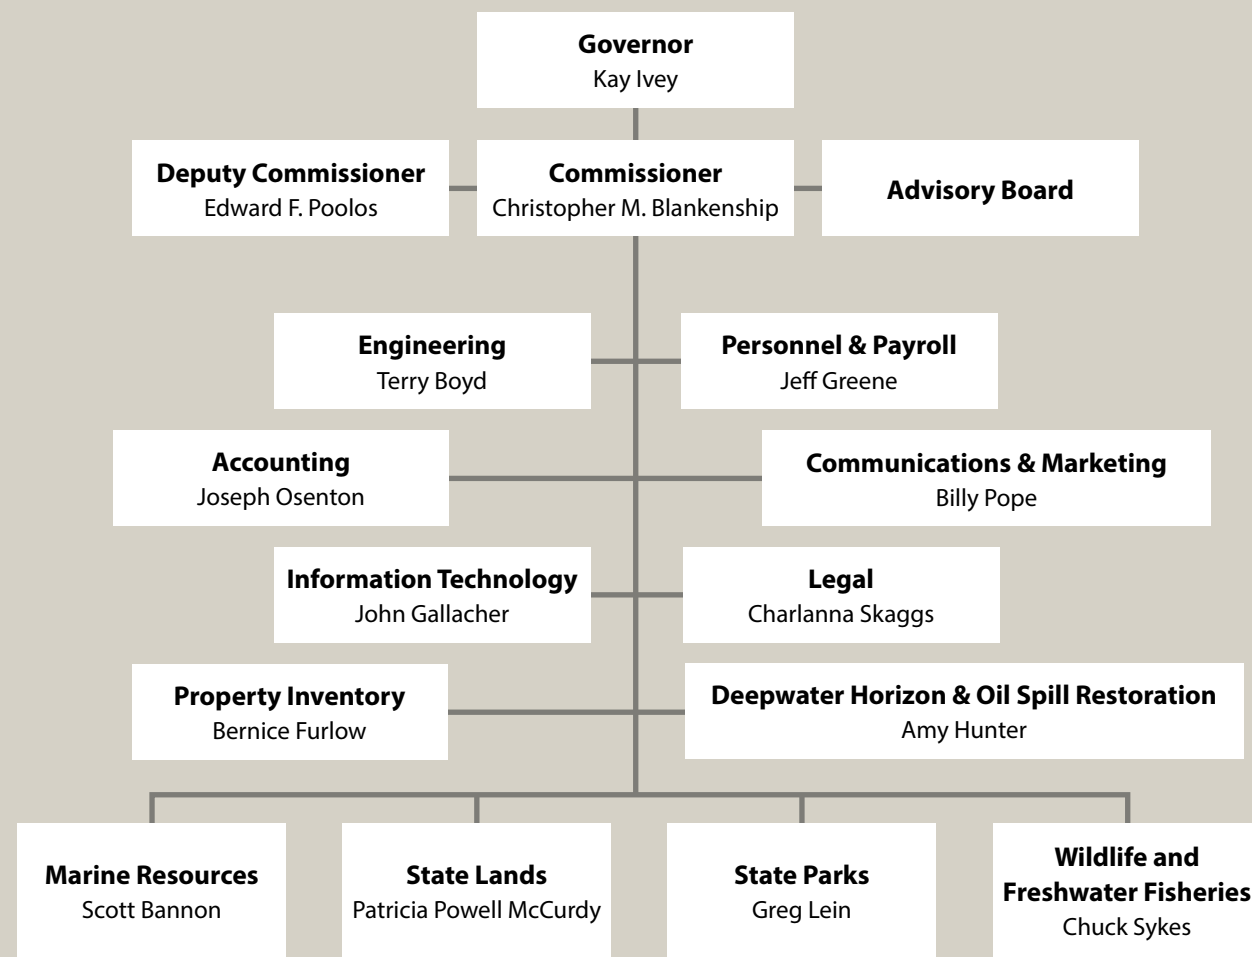 Governor
Kay Ivey
Deputy Commissioner
Edward F. Poolos
Commissioner
Christopher M. Blankenship
Advisory Board
Engineering
Terry Boyd
Personnel & Payroll
Jeff Greene
Accounting
Joseph Osenton
Communications & Marketing
Billy Pope
Information Technology
John Gallacher
Legal
Charlanna Skaggs
Property Inventory
Bernice Furlow
Deepwater Horizon & Oil Spill Restoration
Amy Hunter
Marine Resources
Scott Bannon
State Lands
Patricia Powell McCurdy
State Parks
Greg Lein
Wildlife and
Freshwater Fisheries
Chuck Sykes